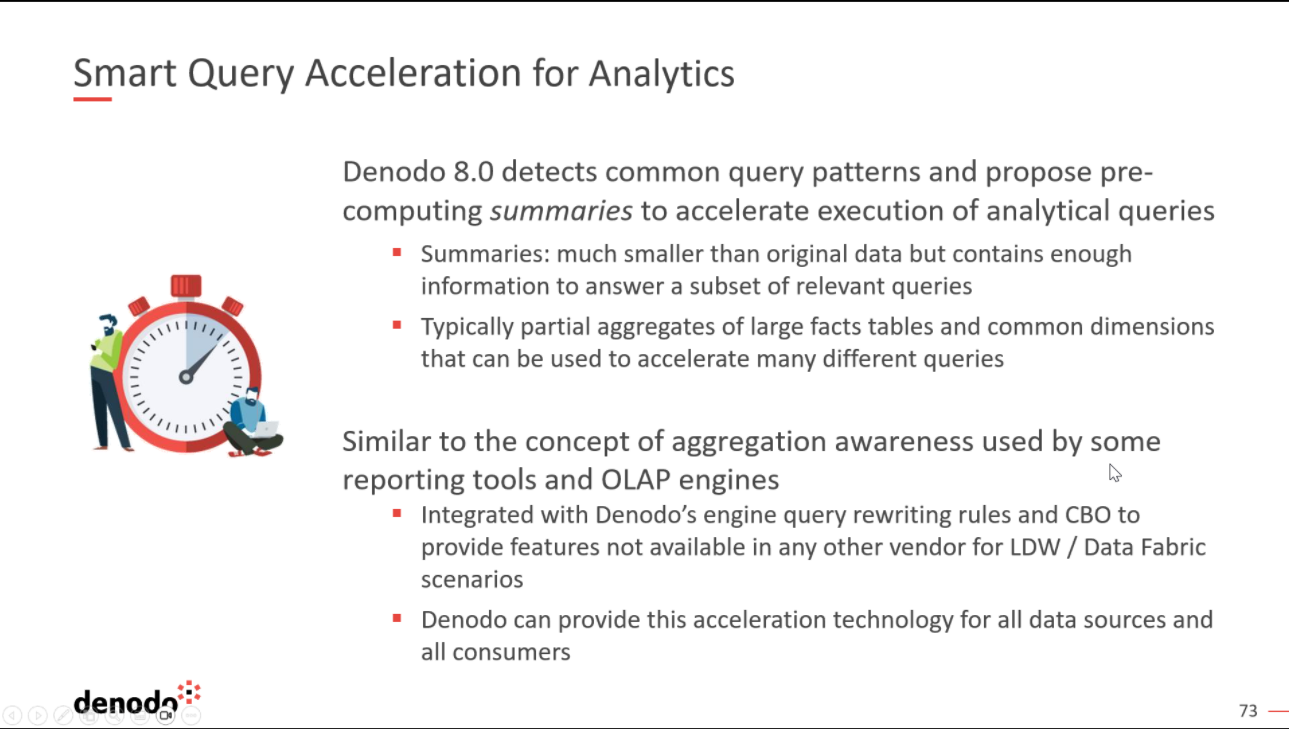 Smart Query Acceleration for Analytics
Denodo 8.0 detects common query patterns and propose pre-
computing summaries to accelerate execution of analytical queries
Summaries: much smaller than original data but contains enough
information to answer a subset of relevant queries
Typically partial aggregates of large facts tables and common dimensions
that can be used to accelerate many different queries
Similar to the concept of aggregation awareness used by some
reporting tools and OLAP engines
Integrated with Denodo’s engine query rewriting rules and CBO to
provide features not available in any other vendor for LDW / Data Fabric
scenarios
Denodo can provide this acceleration technology for all data sources and
all consumers
denodo
73